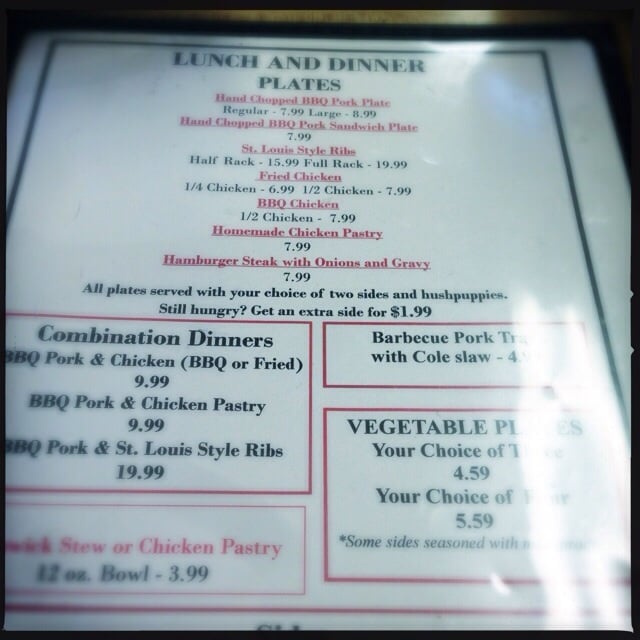 LUNCH AND DINNER
PLATES
Hand Chopped BBQ Pork Plate
Regular - 7.99 Large - 8.99
Hand Chopped BBQ Pork Sandwich Plate
7.99
St. Louis Style Ribs
Half Rack - 15.99 Full Rack - 19.99
Fried Chicken
1/4 Chicken - 6.99 1/2 Chicken - 7.99
BBQ Chicken
1/2 Chicken - 7.99
Homemade Chicken Pastry
7.99
Hamburger Steak with Onions and Gravy
7.99
All plates served with your choice of two sides and hushpuppies.
Still hungry? Get an extra side for $1.99
Combination Dinners
BBQ Pork & Chicken (BBQ or Fried)
9.99
BBQ Pork & Chicken Pastry
9.99
BBQ Pork & St. Louis Style Ribs
19.99
Stew or Chicken Pastry
12 oz. Bowl - 3.99
Barbecue Pork
with Cole slaw -
VEGETABLE
Your Choice of
4.59
Your Choice of
5.59
*Some sides seasoned with